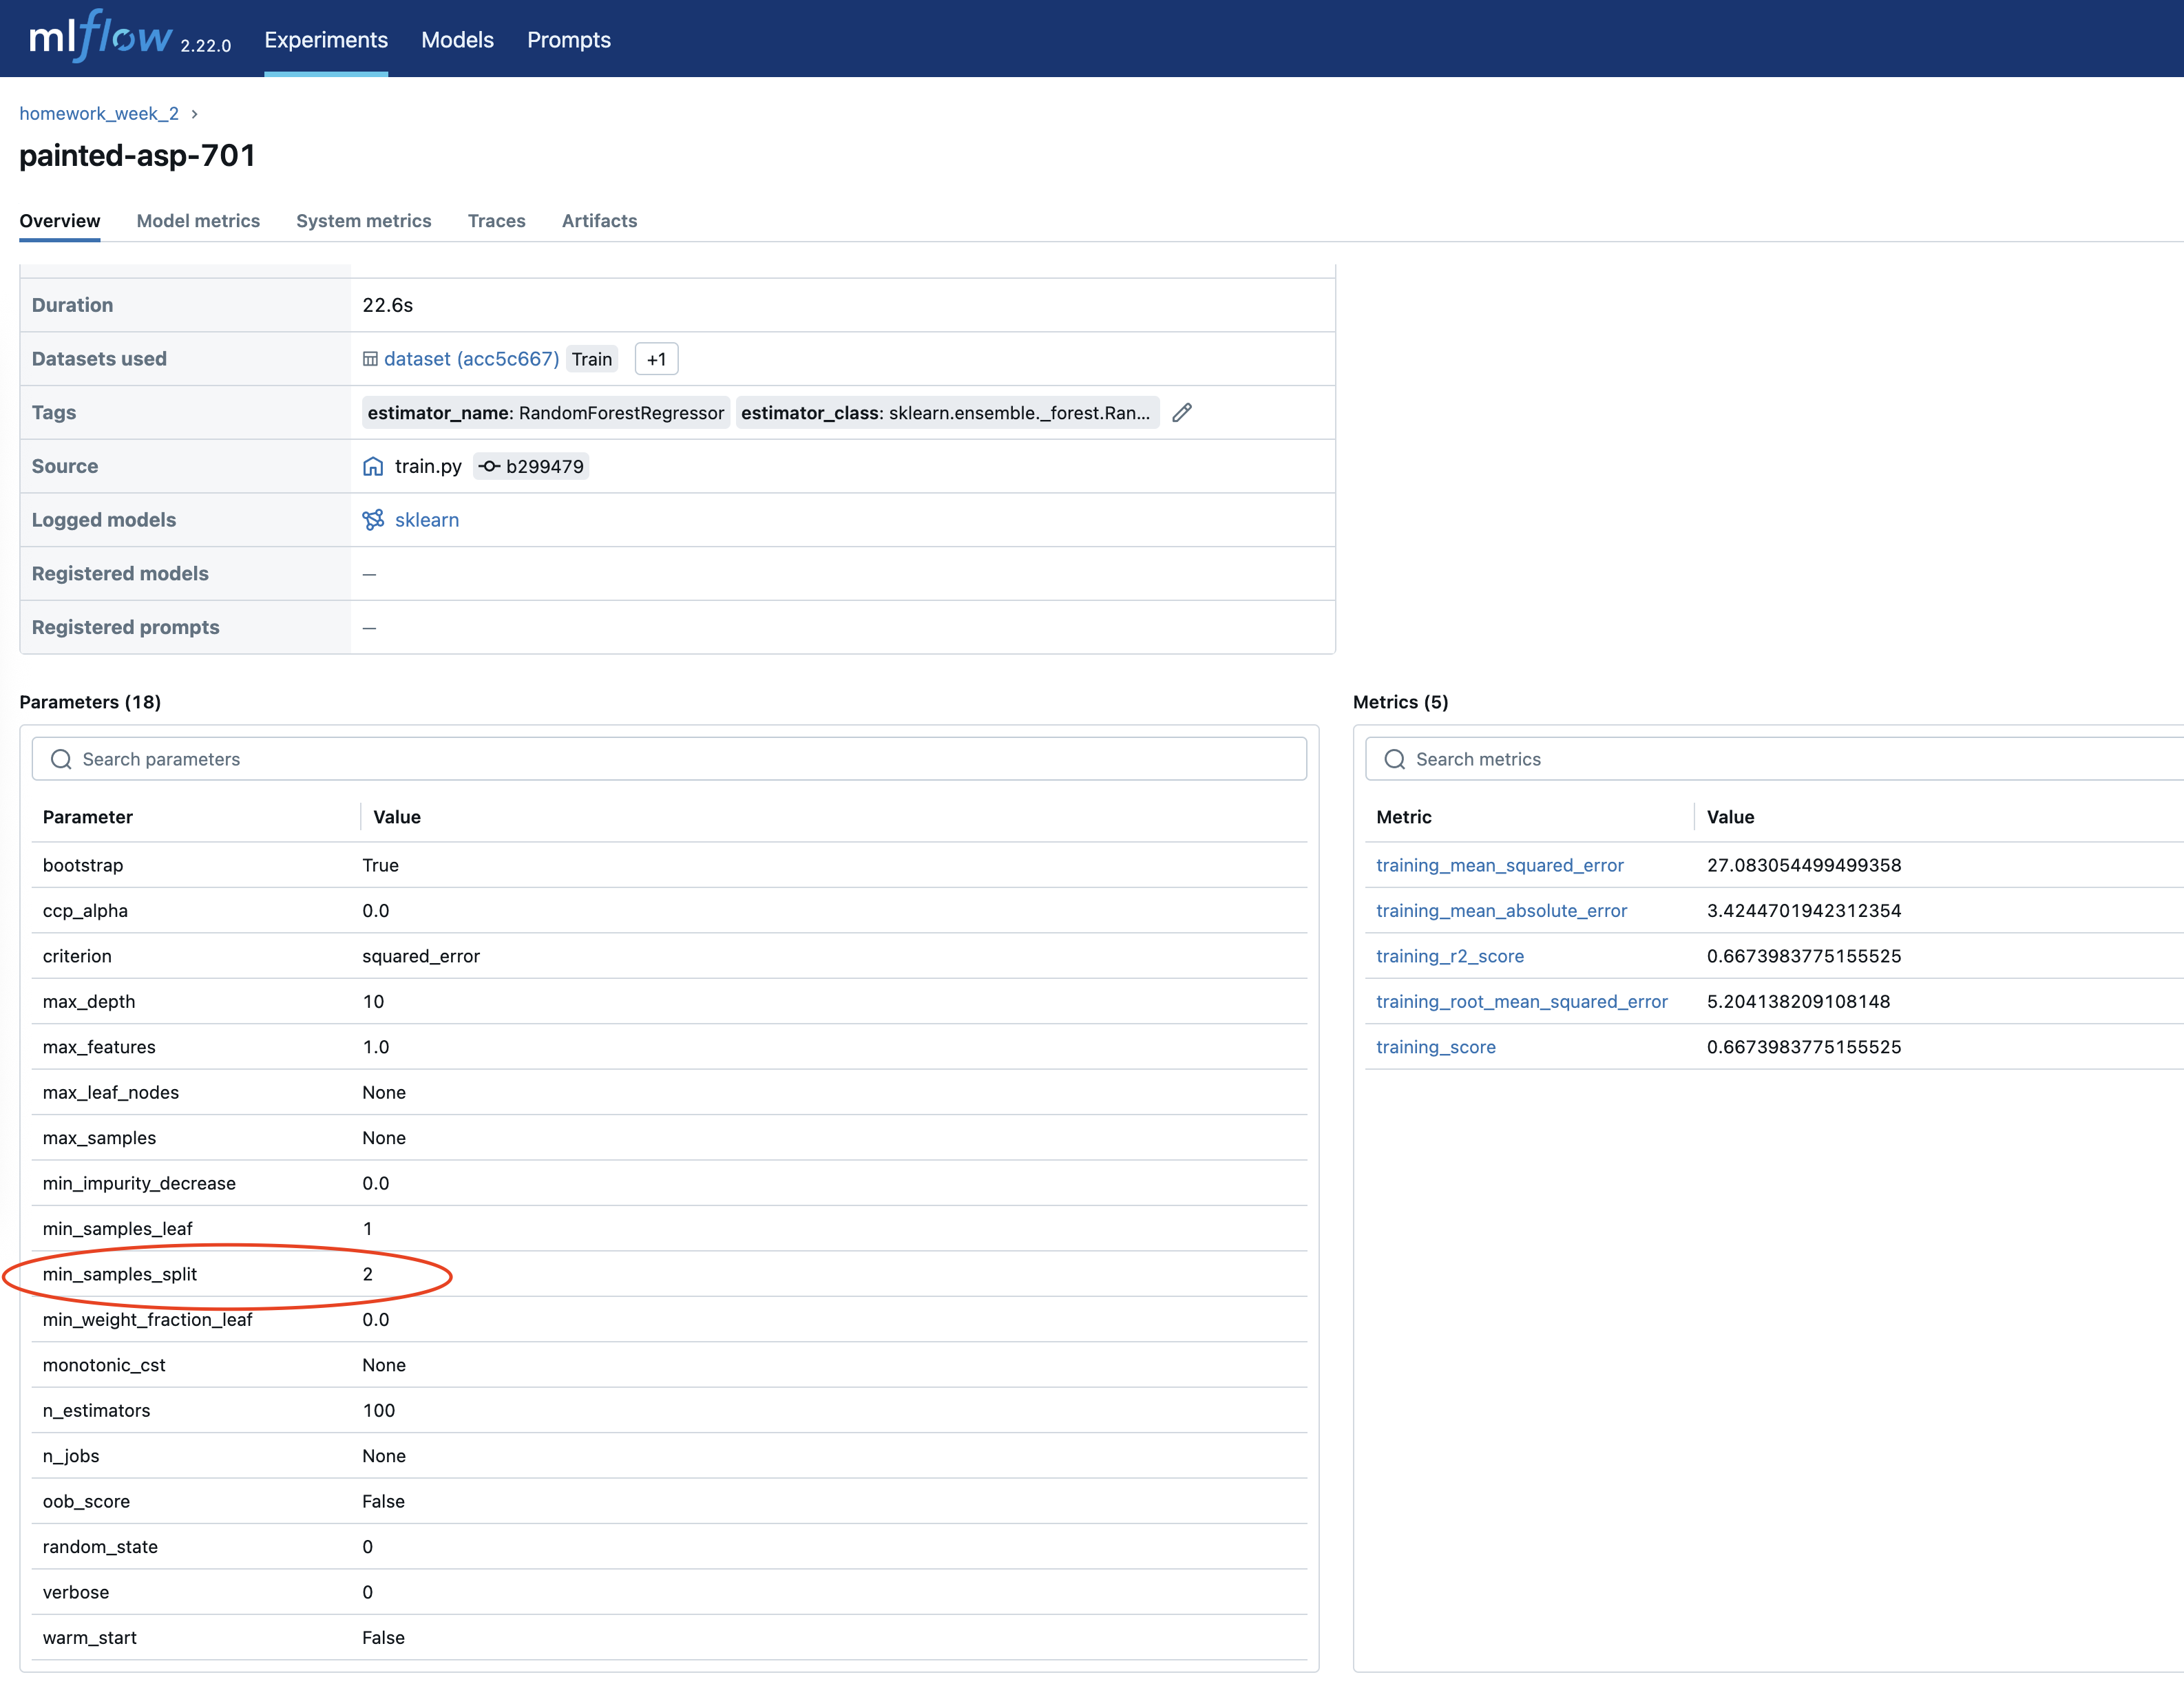 mlflow 2.22.0 Experiments Models Prompts
homework_week_2 >
painted-asp-701
Overview Model metrics System metrics Traces Artifacts
Duration 22.6s
Datasets used dataset (acc5c667) Train +1
Tags estimator_name: RandomForestRegressor estimator_class: sklearn.ensemble._forest.Ran...
Source train.py b299479
Logged models sklearn
Registered models —
Registered prompts —
Parameters (18)
Search parameters
Parameter Value
bootstrap True
ccp_alpha 0.0
criterion squared_error
max_depth 10
max_features 1.0
max_leaf_nodes None
max_samples None
min_impurity_decrease 0.0
min_samples_leaf 1
min_samples_split 2
min_weight_fraction_leaf 0.0
monotonic_cst None
n_estimators 100
n_jobs None
oob_score False
random_state 0
verbose 0
warm_start False
Metrics (5)
Search metrics
Metric Value
training_mean_squared_error 27.083054499499358
training_mean_absolute_error 3.4244701942312354
training_r2_score 0.6673983775155525
training_root_mean_squared_error 5.204138209108148
training_score 0.6673983775155525